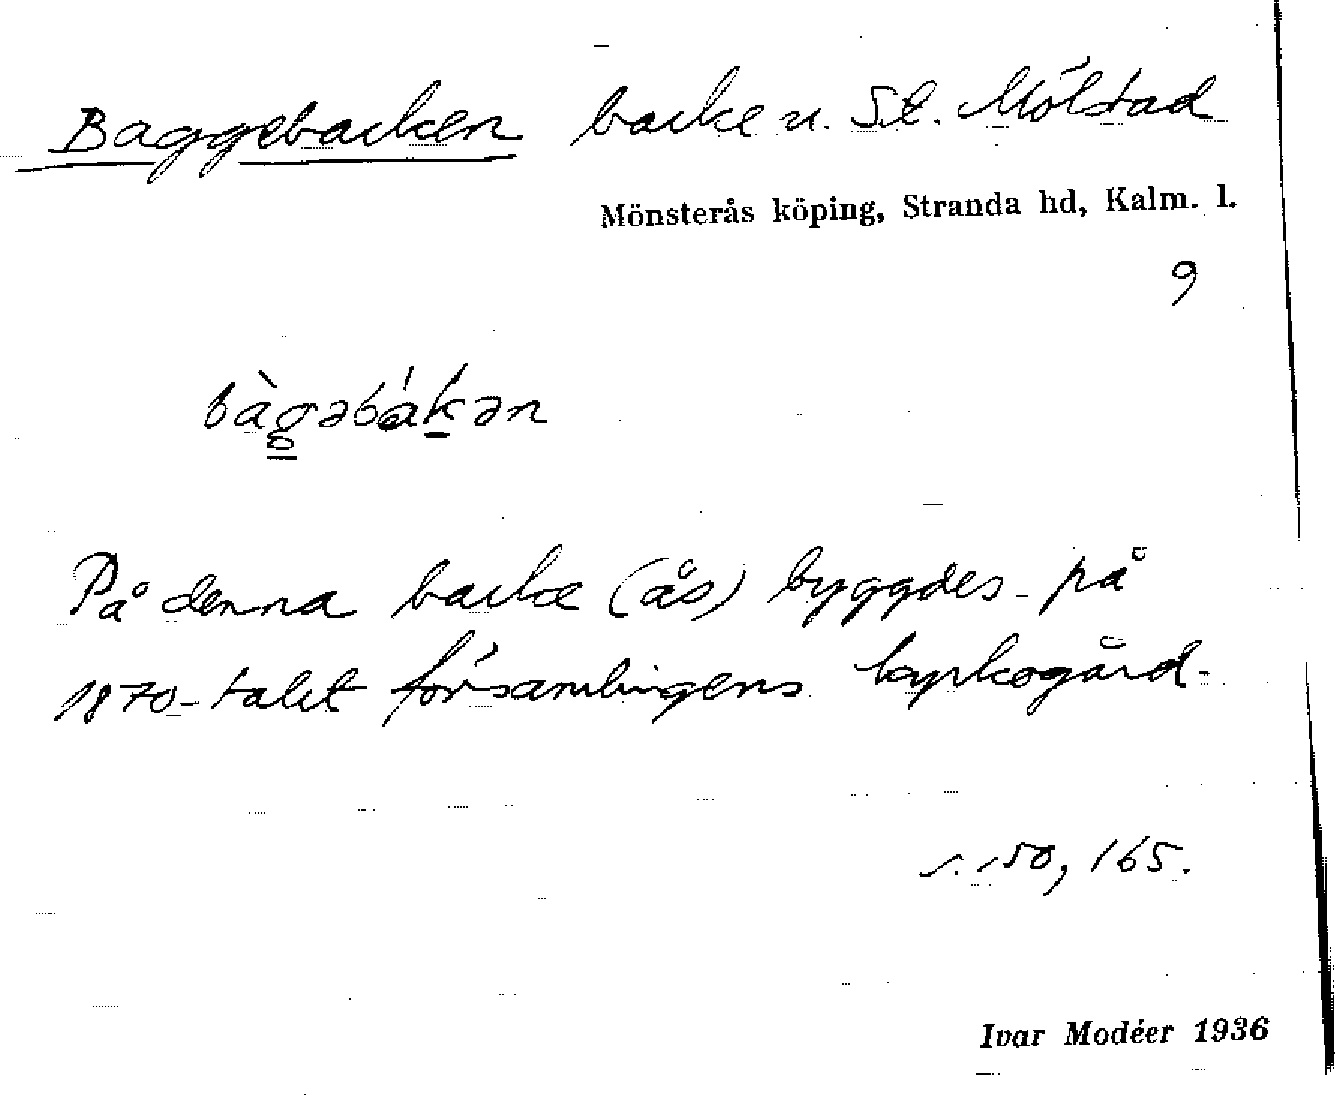 Baggebacken backe u. St. Mölstad
Mönsterås köping, Stranda hd, Kalm. l.
9
bàgəbákən
På denna backe (ås) byggdes på
1870-talet församlingens kyrkogård.
s. 150, 165.
Ivar Modéer 1936